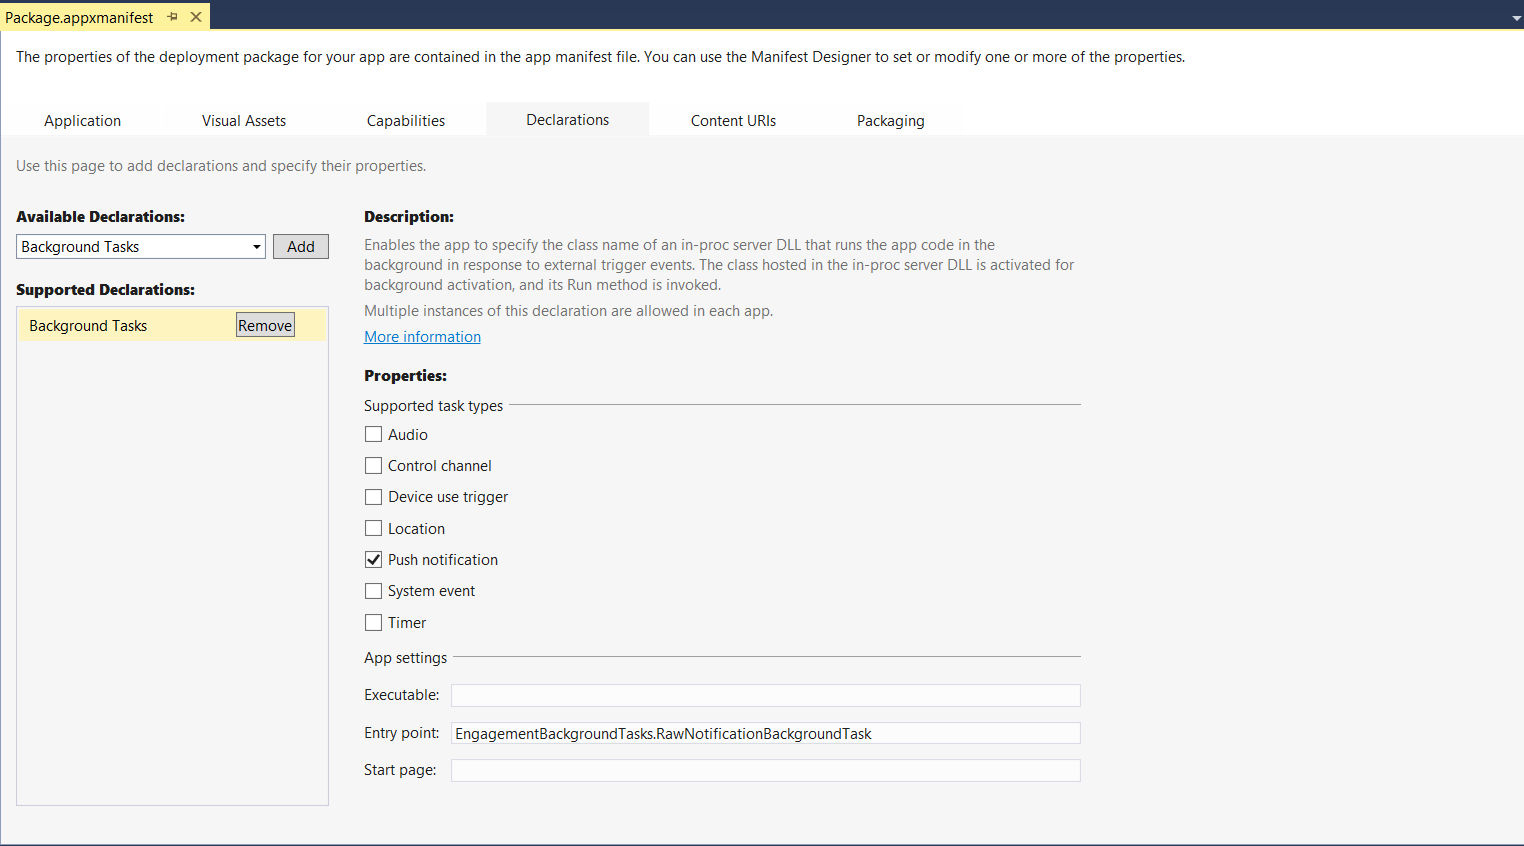 Package.appxmanifest
The properties of the deployment package for your app are contained in the app manifest file. You can use the Manifest Designer to set or modify one or more of the properties.
Application Visual Assets Capabilities Declarations Content URIs Packaging
Use this page to add declarations and specify their properties.
Available Declarations:
Background Tasks Add
Supported Declarations:
Background Tasks Remove
Description:
Enables the app to specify the class name of an in-proc server DLL that runs the app code in the
background in response to external trigger events. The class hosted in the in-proc server DLL is activated for
background activation, and its Run method is invoked.
Multiple instances of this declaration are allowed in each app.
More information
Properties:
Supported task types
Audio
Control channel
Device use trigger
Location
Push notification
System event
Timer
App settings
Executable:
Entry point: EngagementBackgroundTasks.RawNotificationBackgroundTask
Start page: